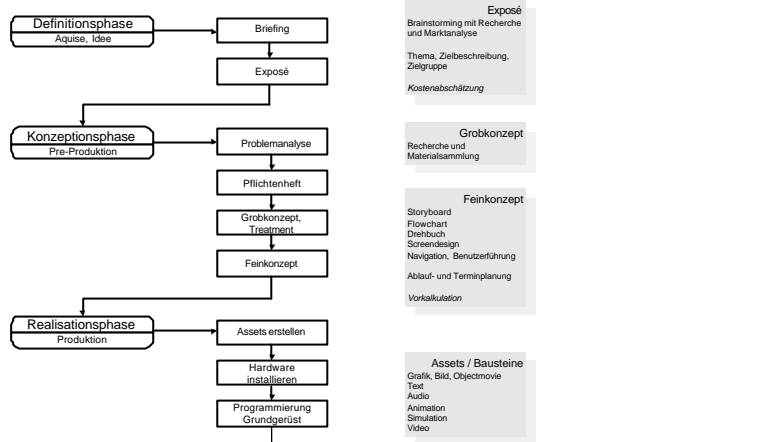 Definitionsphase
Aquise, Idee
Briefing
Exposé
Konzeptionsphase
Pre-Produktion
Problemanalyse
Pflichtenheft
Grobkonzept,
Treatment
Feinkonzept
Realisationsphase
Produktion
Assets erstellen
Hardware
installieren
Programmierung
Grundgerüst
Exposé
Brainstorming mit Recherche
und Marktanalyse
Thema, Zielbeschreibung,
Zielgruppe
Kostenabschätzung
Grobkonzept
Recherche und
Materialsammlung
Feinkonzept
Storyboard
Flowchart
Drehbuch
Screendesign
Navigation, Benutzerführung
Ablauf- und Terminplanung
Vorkalkulation
Assets / Bausteine
Grafik, Bild, Objectmovie
Text
Audio
Animation
Simulation
Video